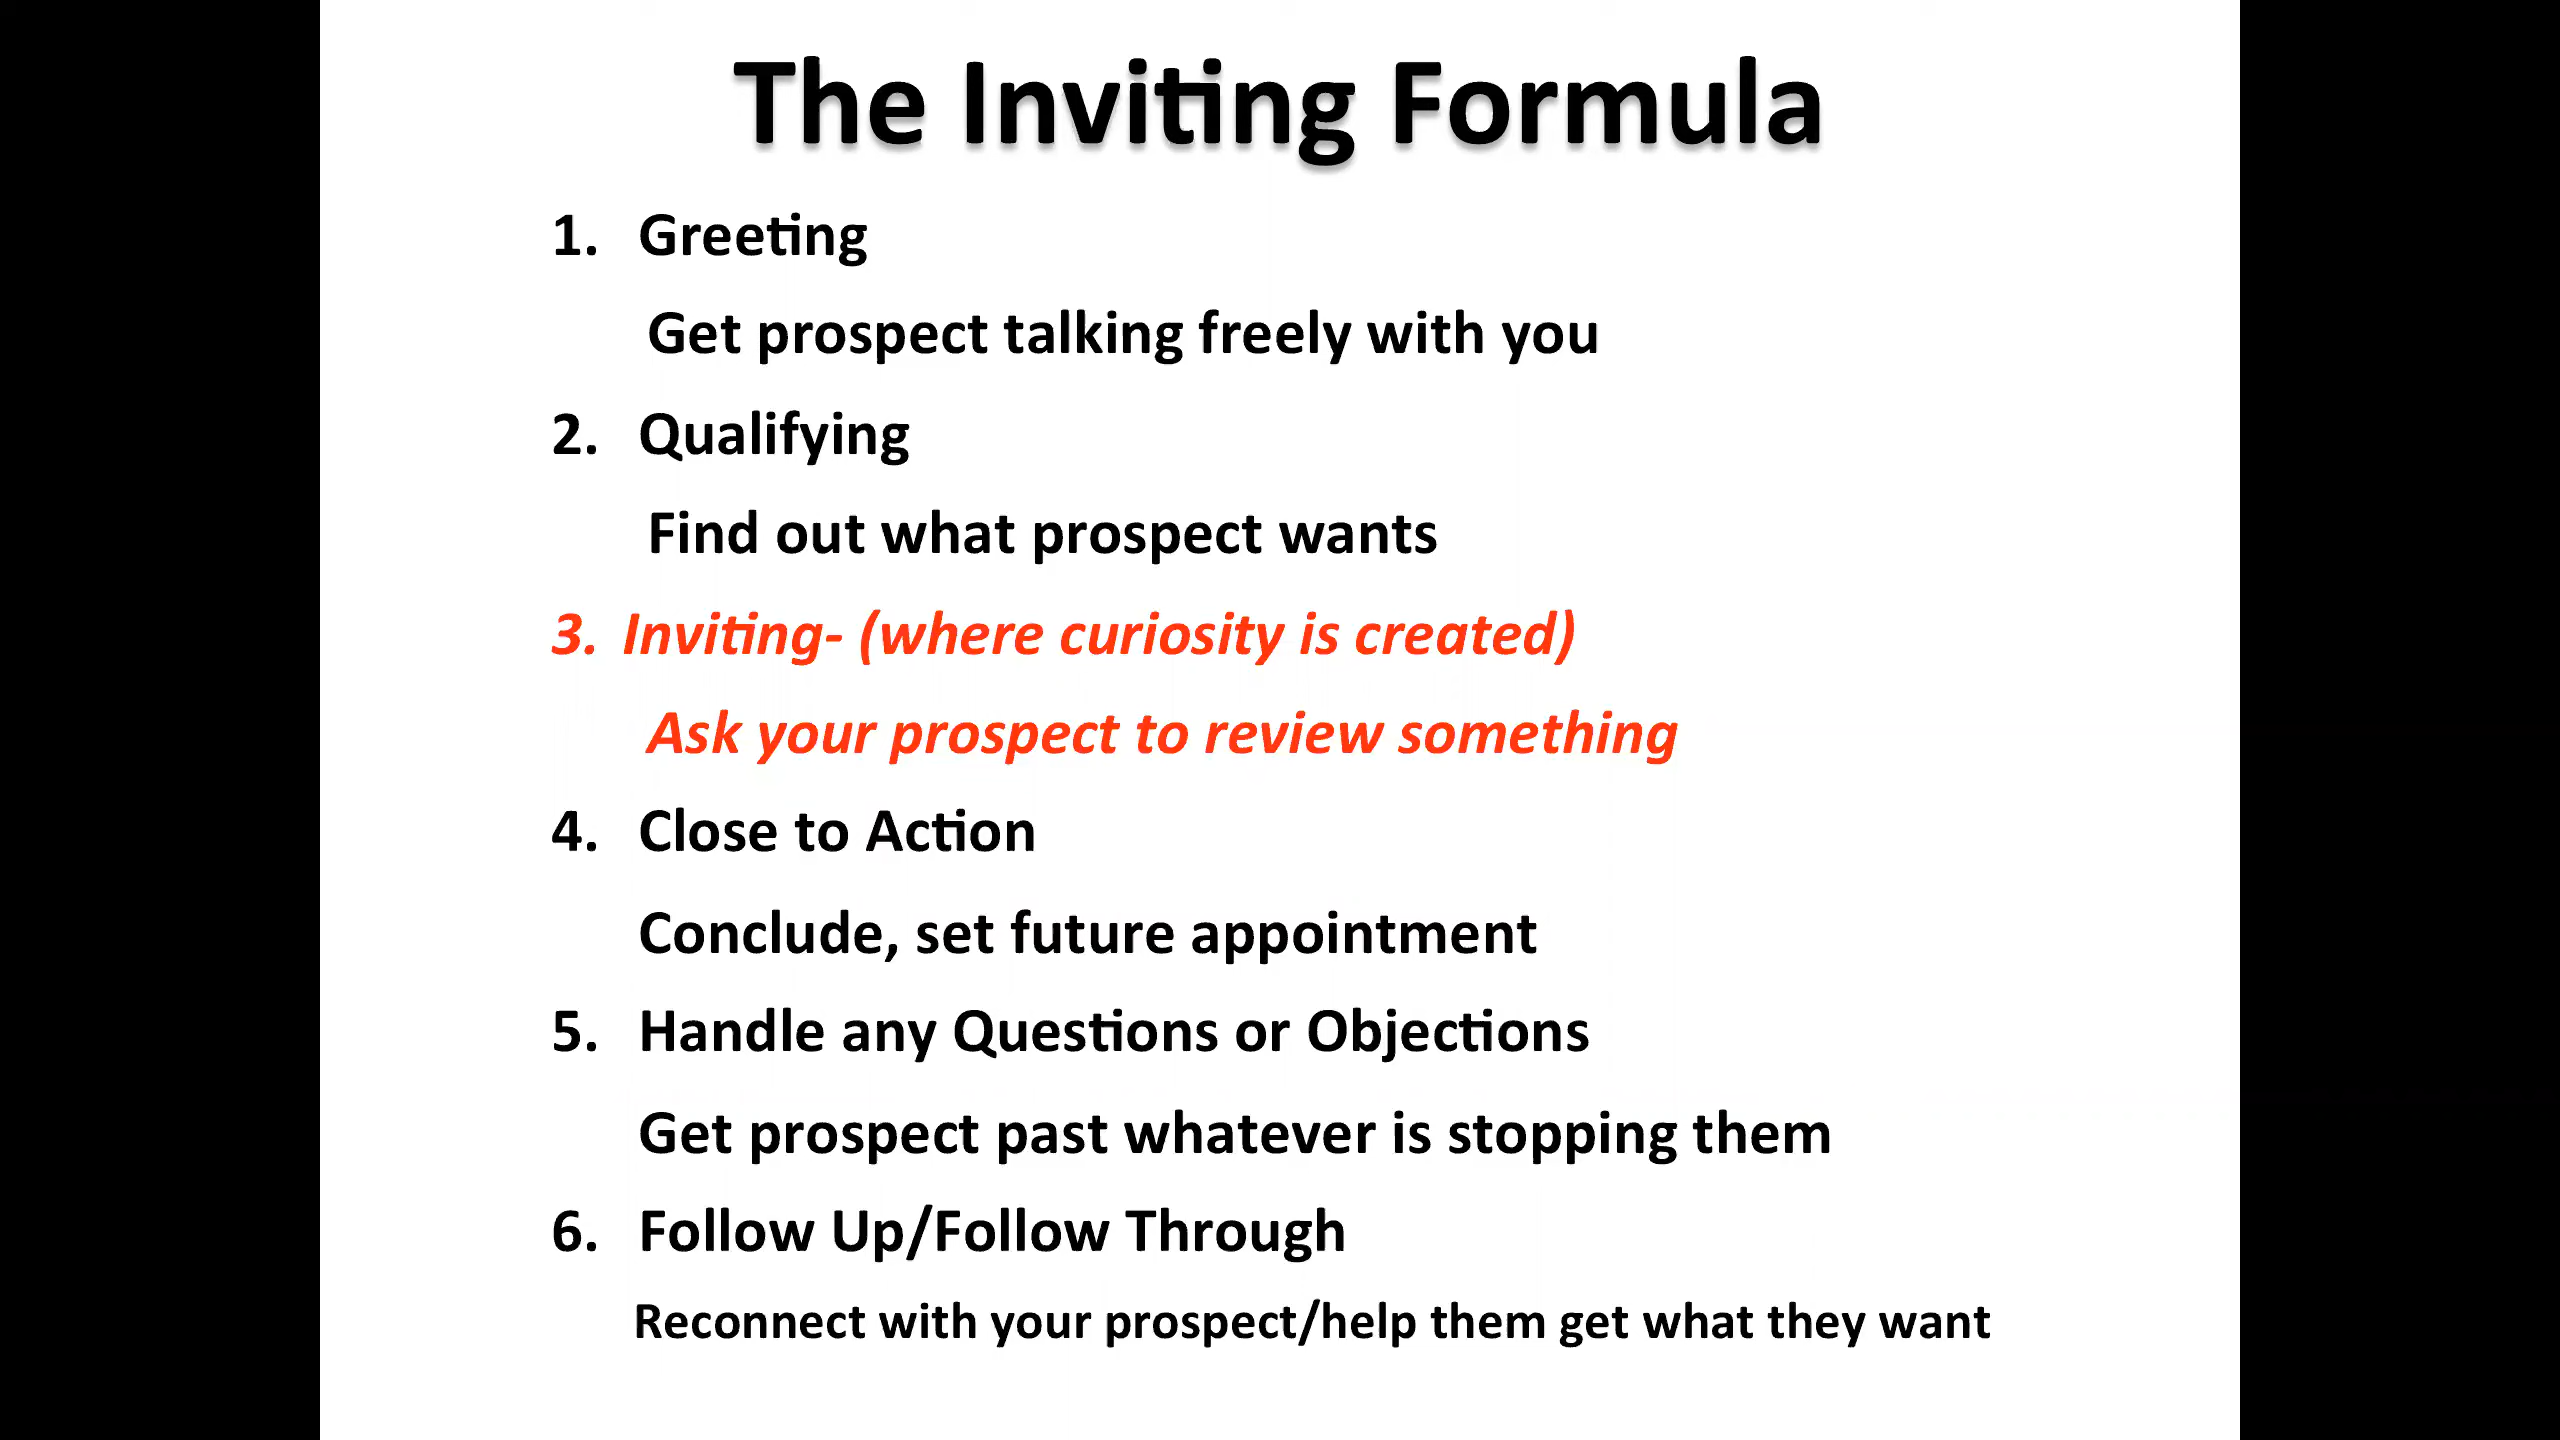 The Inviting Formula
1. Greeting
Get prospect talking freely with you
2. Qualifying
Find out what prospect wants
3. Inviting- (where curiosity is created)
Ask your prospect to review something
4. Close to Action
Conclude, set future appointment
5. Handle any Questions or Objections
Get prospect past whatever is stopping them
6. Follow Up/Follow Through
Reconnect with your prospect/help them get what they want